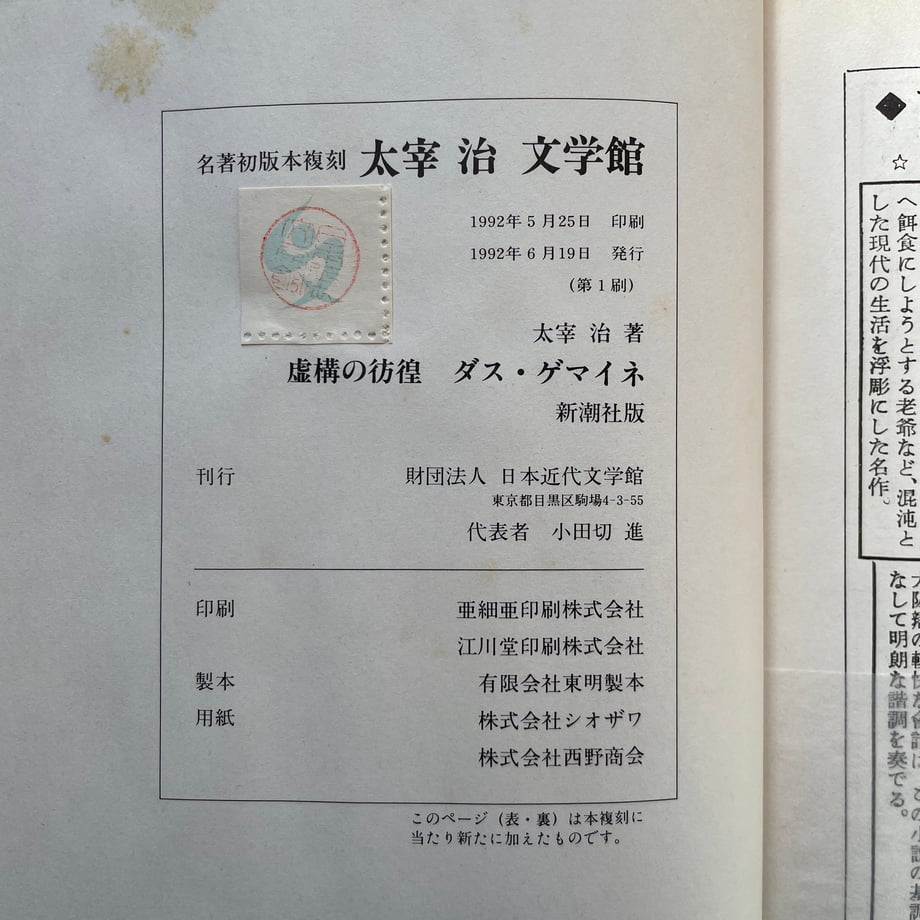 名著初版本複刻 太宰 治 文学館
1992年5月25日 印刷
1992年6月19日 発行
(第1刷)
太宰 治 著
虚構の彷徨 ダス・ゲマイネ
新潮社版
刊行 財団法人 日本近代文学館
東京都目黒区駒場4-3-55
代表者 小田切 進
印刷 亜細亜印刷株式会社
江川堂印刷株式会社
製本 有限会社東明製本
用紙 株式会社シオザワ
株式会社西野商会
このページ(表・裏)は本複刻に
当たり新たに加えたものです。
◆
☆
へ餌食にしようとする老爺など、混沌と
した現代の生活を浮彫にした名作。
なして明朗な諧調を奏でる。